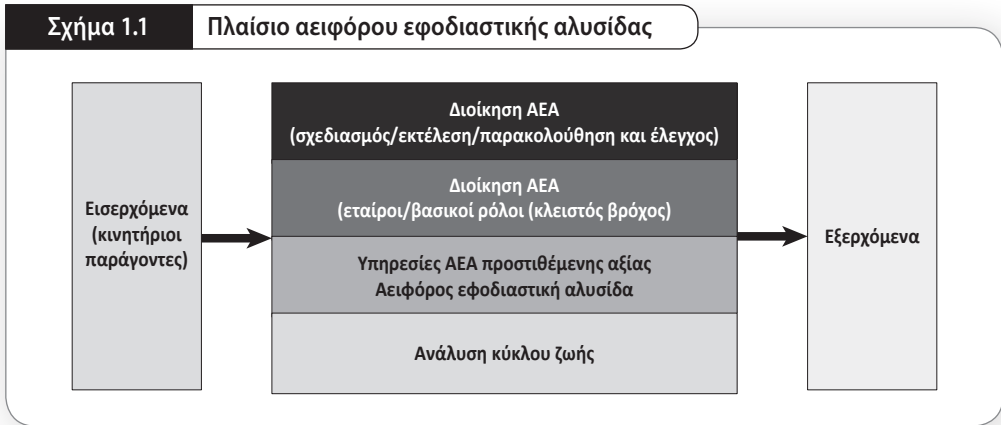 Σχήμα 1.1 Πλαίσιο αειφόρου εφοδιαστικής αλυσίδας
Εισερχόμενα
(κινητήριοι
παράγοντες)
Διοίκηση ΑΕΑ
(σχεδιασμός/εκτέλεση/παρακολούθηση και έλεγχος)
Διοίκηση ΑΕΑ
(εταίροι/βασικοί ρόλοι (κλειστός βρόχος)
Υπηρεσίες ΑΕΑ προστιθέμενης αξίας
Αειφόρος εφοδιαστική αλυσίδα
Ανάλυση κύκλου ζωής
Εξερχόμενα